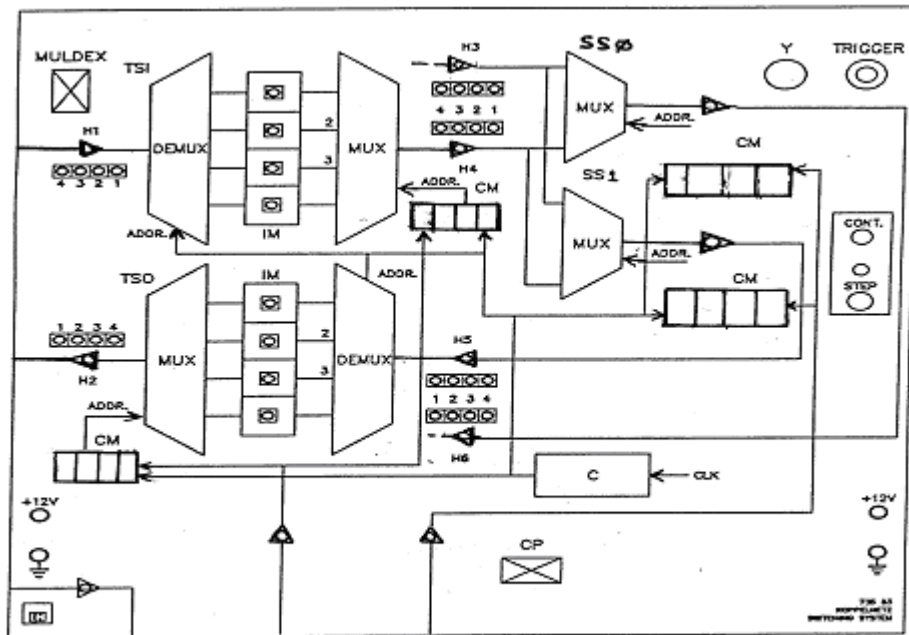 SSØ
H3
Y
TRIGGER
MULDEX
TSI
4 3 2 1
MUX
H1
2
ADDR.
CM
DEMUX
3
MUX
H4
SS1
4 3 2 1
ADDR.
CM
CONT.
IM
MUX
ADDR.
ADDR.
TSO
IM
ADDR.
CM
STEP
1 2 3 4
2
H5
MUX
3
DEMUX
H2
1 2 3 4
ADDR.
CM
H6
C
CLK
+12V
+12V
CP
SWITCHING SYSTEM